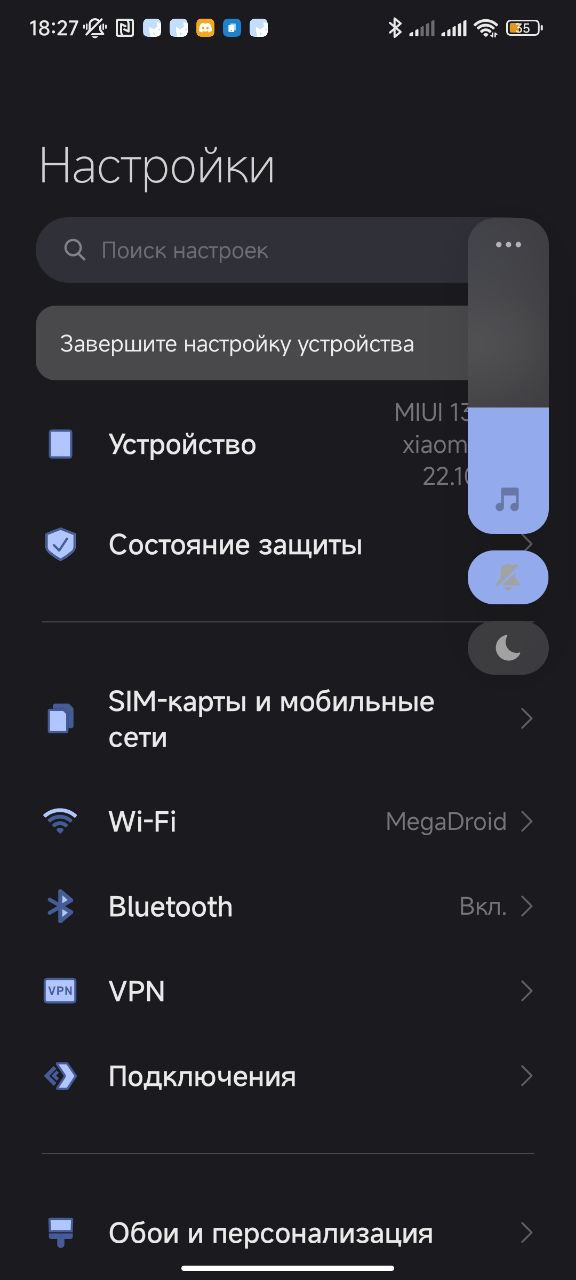 18:27
35
Настройки
Поиск настроек
Завершите настройку устройства
MIUI 13
Устройство
xiaom
22.10
Состояние защиты
SIM-карты и мобильные
сети
Wi-Fi MegaDroid
Bluetooth Вкл.
VPN VPN
Подключения
Обои и персонализация